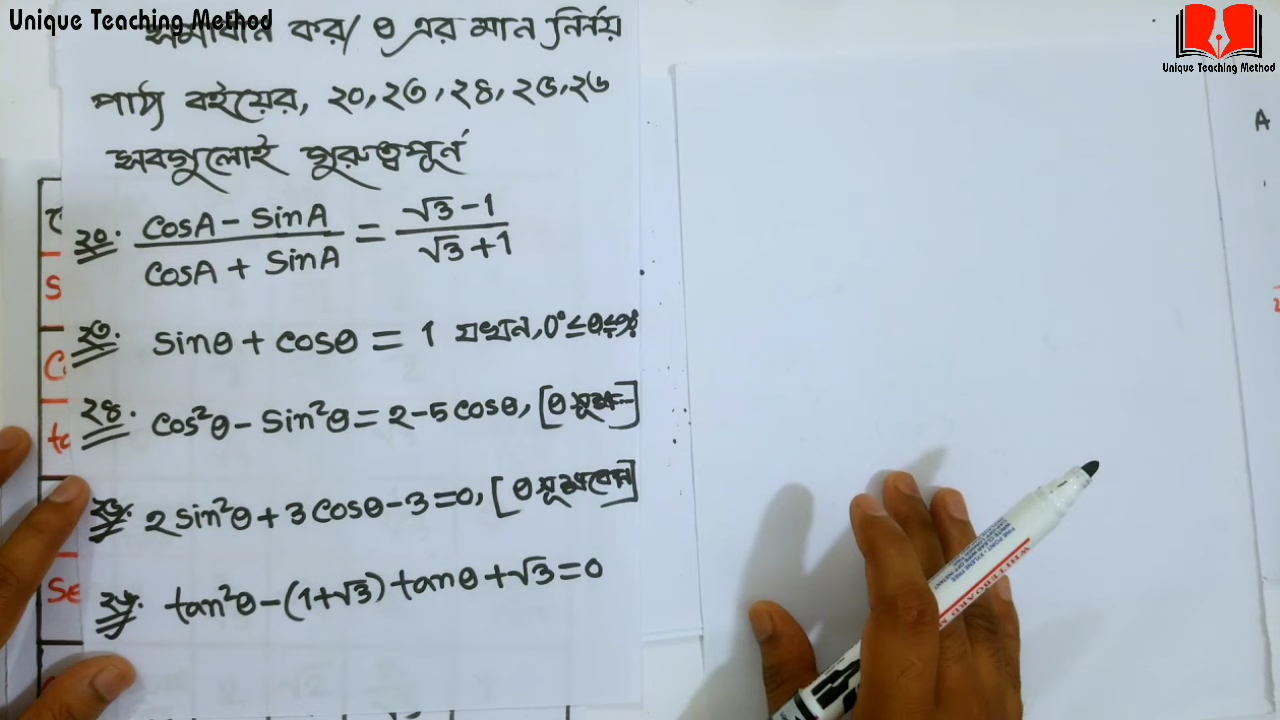 Unique Teaching Method
সমাধান কর/ θ এর মান নির্নয়
পাঠ্য বইয়ের, ২০,২৩,২৪,২৫,২৬
সবগুলোই গুরুত্বপূর্ন
২০. (cosA - sinA)/(cosA + sinA) = (√3 - 1)/(√3 + 1)
২৩. sinθ + cosθ = 1 যখন, 0° ≤ θ ≤ 90°
২৪. cos²θ - sin²θ = 2 - 5 cosθ, [θ সূক্ষ্ম--]
২৫. 2 sin²θ + 3 cosθ - 3 = 0, [θ সূক্ষ্মকোন]
২৬. tan²θ - (1+√3) tanθ + √3 = 0
Unique Teaching Method
A